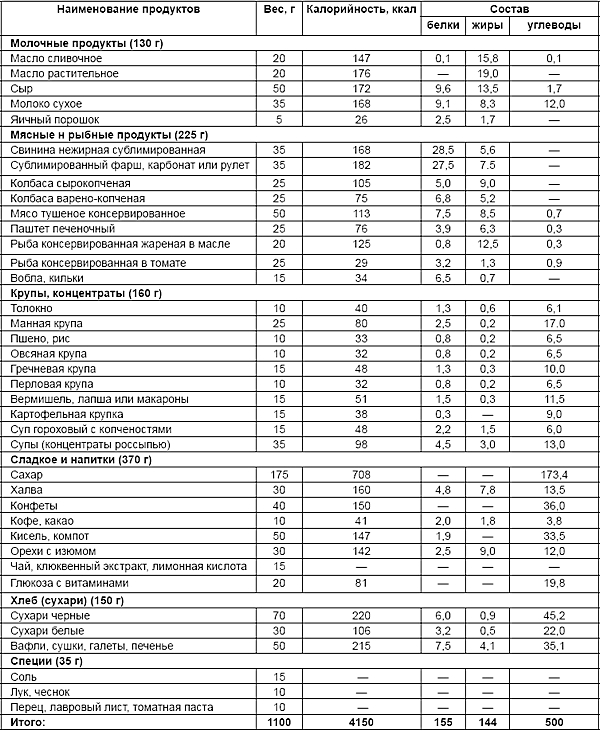 Наименование продуктов Вес, г Калорийность, ккал Состав
белки жиры углеводы
Молочные продукты (130 г)
Масло сливочное 20 147 0,1 15,8 0,1
Масло растительное 20 176 — 19,0 —
Сыр 50 172 9,6 13,5 1,7
Молоко сухое 35 168 9,1 8,3 12,0
Яичный порошок 5 26 2,5 1,7 —
Мясные н рыбные продукты (225 г)
Свинина нежирная сублимированная 35 168 28,5 5,6 —
Сублимированный фарш, карбонат или рулет 35 182 27,5 7.5 —
Колбаса сырокопченая 25 105 5,0 9,0 —
Колбаса варено-копченая 25 75 6,8 5,2 —
Мясо тушеное консервированное 50 113 7,5 8,5 0,7
Паштет печеночный 25 76 3,9 6,3 0,3
Рыба консервированная жареная в масле 20 125 0,8 12,5 0,3
Рыба консервированная в томате 25 29 3,2 1,3 0,9
Вобла, кильки 15 34 6,5 0,7 —
Крупы, концентраты (160 г)
Толокно 10 40 1,3 0,6 6,1
Манная крупа 25 80 2,5 0,2 17.0
Пшено, рис 10 33 0,8 0,2 6,5
Овсяная крупа 10 32 0,8 0,2 6,5
Гречневая крупа 15 48 1,3 0,3 10,0
Перловая крупа 10 32 0,8 0,2 6,5
Вермишель, лапша или макароны 15 51 1,5 0,3 11,5
Картофельная крупка 15 38 0,3 — 9,0
Суп гороховый с копченостями 15 48 2,2 1,5 6,0
Супы (концентраты россыпью) 35 98 4,5 3,0 13,0
Сладкое и напитки (370 г)
Сахар 175 708 — — 173,4
Халва 30 160 4,8 7,8 13,5
Конфеты 40 150 — — 36,0
Кофе, какао 10 41 2,0 1,8 3,8
Кисель, компот 50 147 1,9 — 33,5
Орехи с изюмом 30 142 2,5 9,0 12,0
Чай, клюквенный экстракт, лимонная кислота 15 — — — —
Глюкоза с витаминами 20 81 — — 19,8
Хлеб (сухари) (150 г)
Сухари черные 70 220 6,0 0,9 45,2
Сухари белые 30 106 3,2 0,5 22,0
Вафли, сушки, галеты, печенье 50 215 7,5 4,1 35,1
Специи (35 г)
Соль 15 — — — —
Лук, чеснок 10 — — — —
Перец, лавровый лист, томатная паста 10 — — — —
Итого: 1100 4150 155 144 500